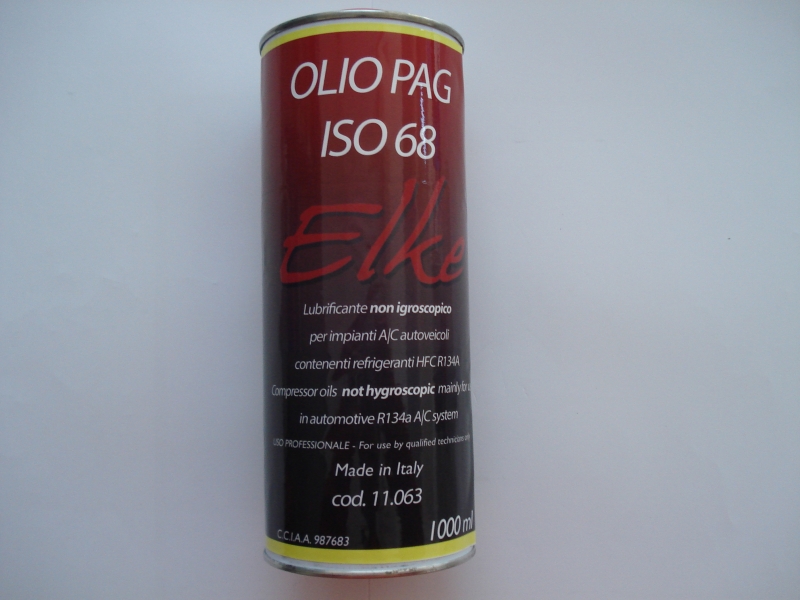 OLIO PAG
ISO 68
Elke
Lubrificante non igroscopico
per impianti A/C autoveicoli
contenenti refrigeranti HFC R134A
Compressor oils not hygroscopic mainly for
in automotive R134a A/C system
USO PROFESSIONALE - For use by qualified technicians only
Made in Italy
cod. 11.063
1000 ml
C.C.I.A.A. 987683